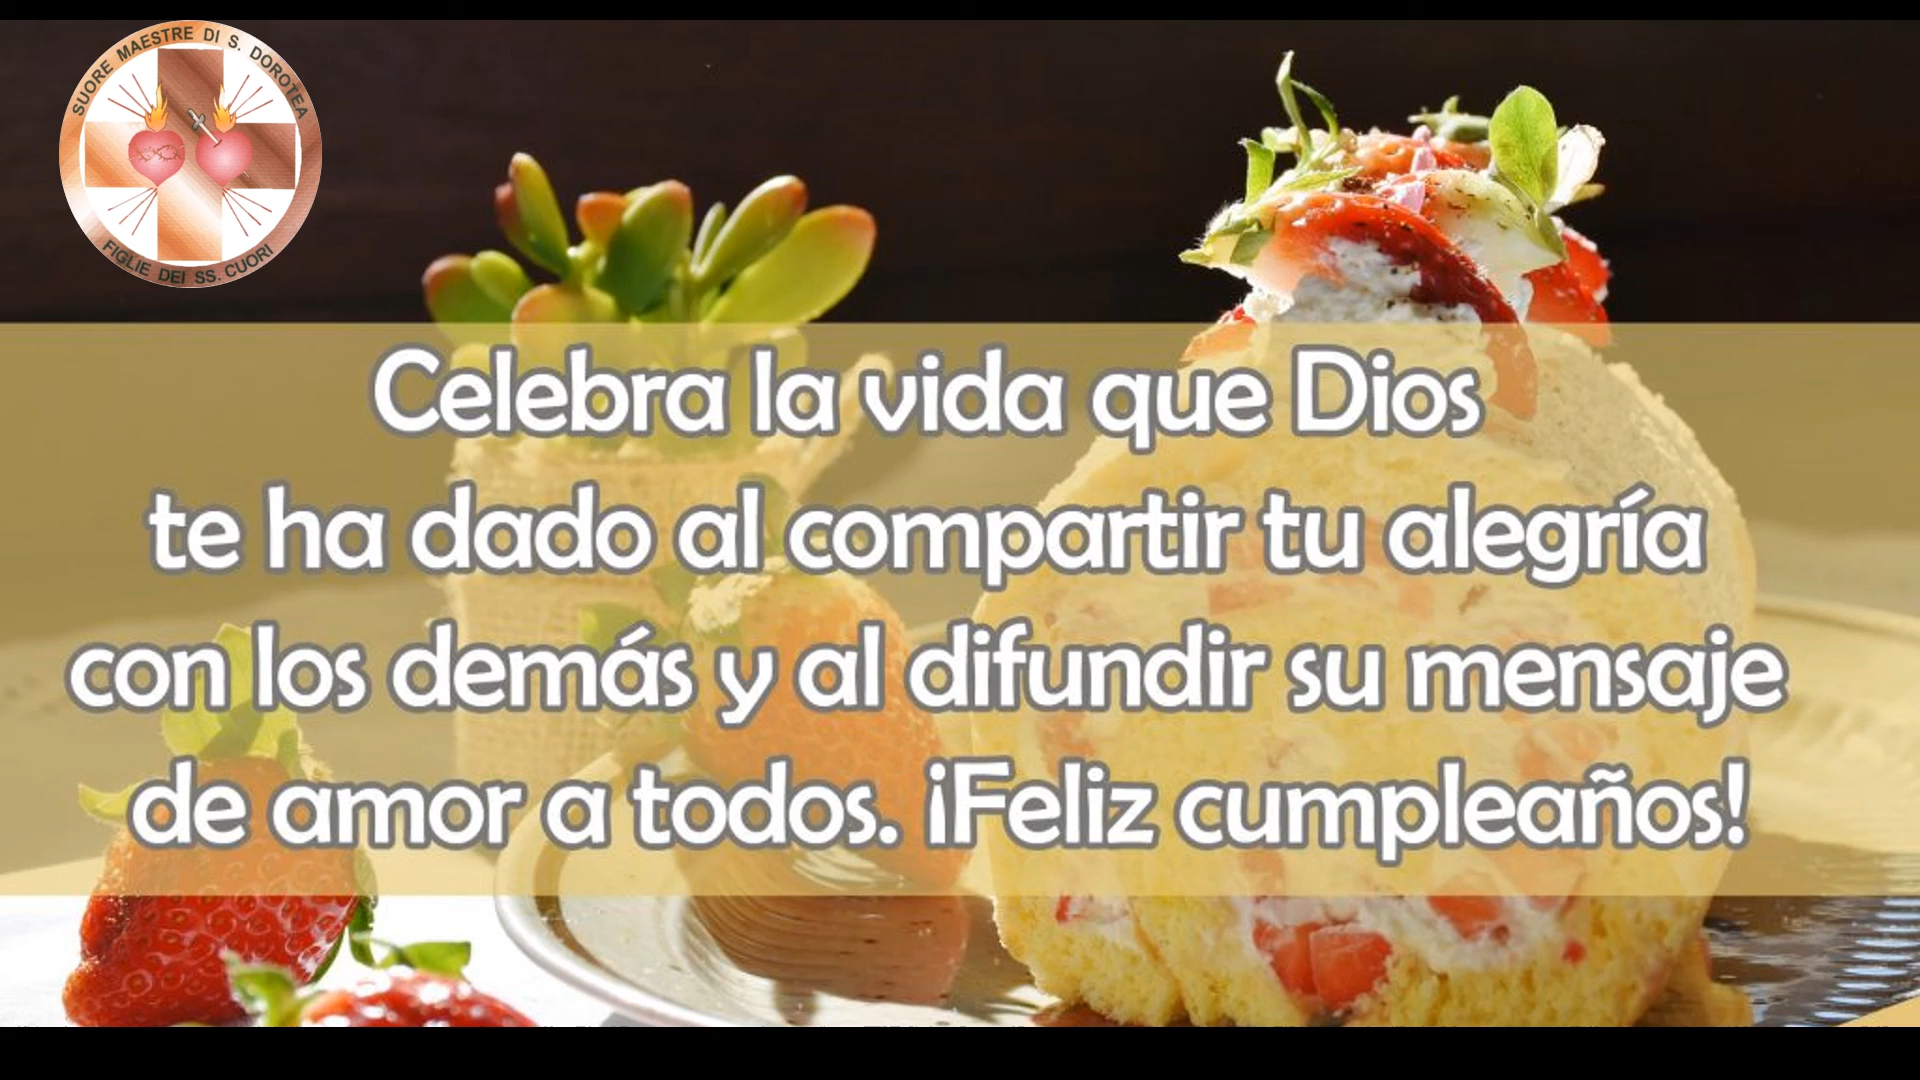 SUORE MAESTRE DI S. DOROTEA
FIGLIE DEI SS. CUORI
Celebra la vida que Dios
te ha dado al compartir tu alegría
con los demás y al difundir su mensaje
de amor a todos. ¡Feliz cumpleaños!